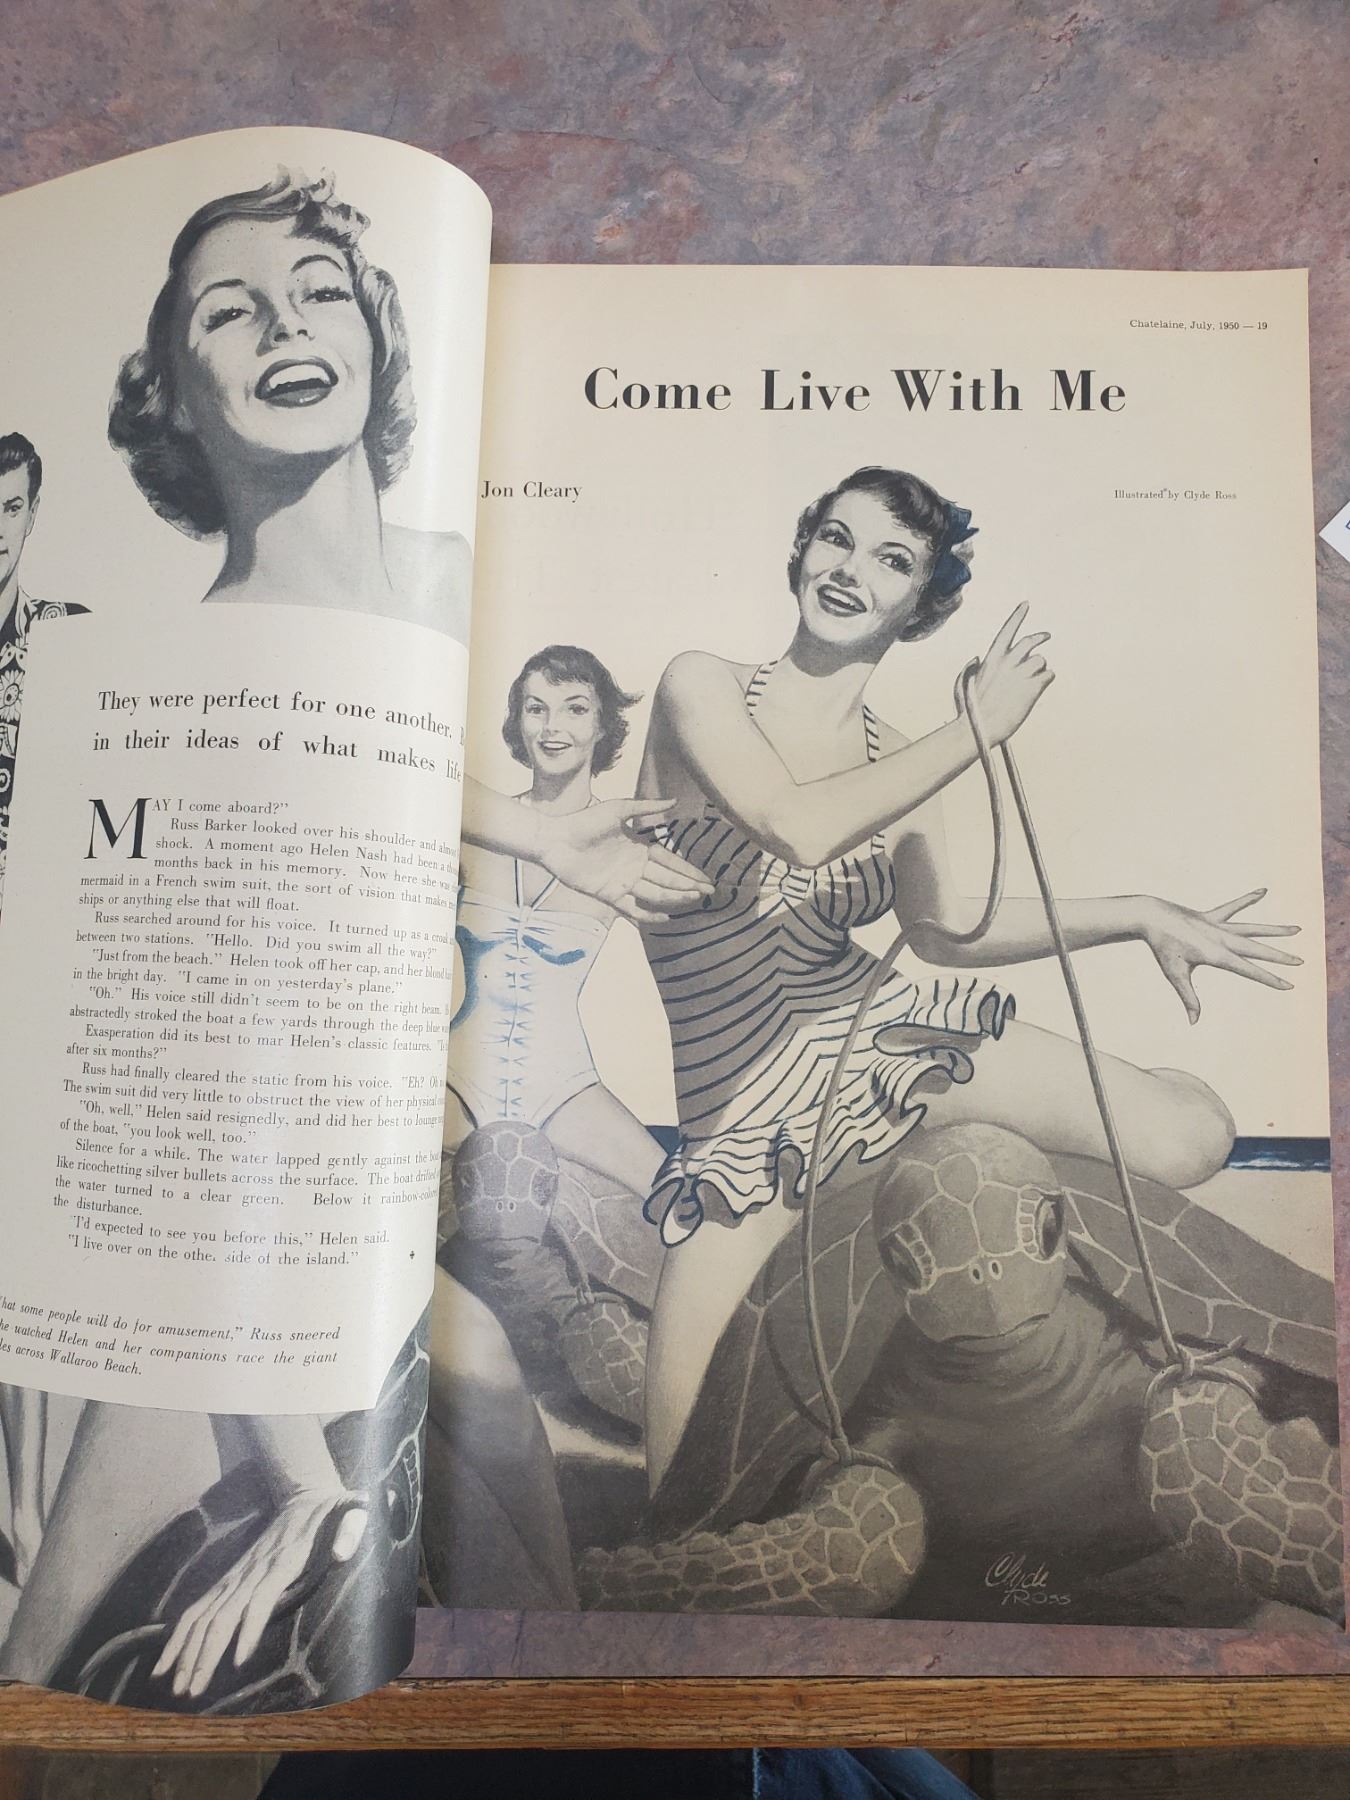 Chatelaine, July, 1950 — 19
Come Live With Me
Jon Cleary
Illustrated by Clyde Ross
They were perfect for one another.
in their ideas of what makes life
MAY I come aboard?"
Russ Barker looked over his shoulder and
shock. A moment ago Helen Nash had been a
months back in his memory. Now here she was
mermaid in a French swim suit, the sort of vision that makes
ships or anything else that will float.
Russ searched around for his voice. It turned up as a
between two stations. "Hello. Did you swim all the way?"
"Just from the beach." Helen took off her cap, and her blond
in the bright day. "I came in on yesterday's plane."
"Oh." His voice still didn't seem to be on the right beam.
abstractedly stroked the boat a few yards through the deep blue
Exasperation did its best to mar Helen's classic features.
after six months?"
Russ had finally cleared the static from his voice. "Eh?
The swim suit did very little to obstruct the view of her physical
"Oh, well," Helen said resignedly, and did her best to lounge
of the boat, "you look well, too."
Silence for a while. The water lapped gently against the
like ricochetting silver bullets across the surface. The boat drifted
the water turned to a clear green. Below it
the disturbance.
"I'd expected to see you before this," Helen said.
"I live over on the other side of the island."
hat some people will do for amusement," Russ sneered
he watched Helen and her companions race the giant
les across Wallaroo Beach.
Clyde
Ross